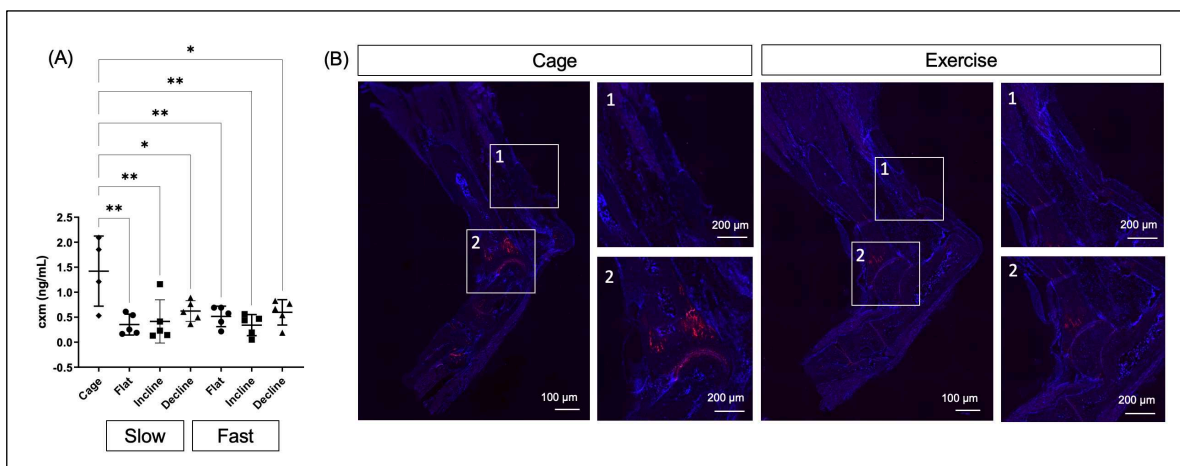 (A)
*
**
**
*
**
**
cxm (ng/mL)
2.5
2.0
1.5
1.0
0.5
0.0
-0.5
Cage
Flat
Incline
Decline
Flat
Incline
Decline
Slow
Fast
(B)
Cage
Exercise
1
2
100 µm
1
200 µm
2
200 µm
1
2
100 µm
1
200 µm
2
200 µm